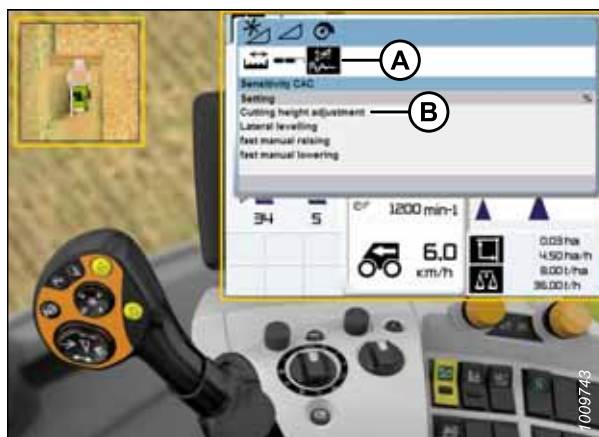 A
Sensitivity CAC
Setting %
Cutting height adjustment
B
Lateral levelling
fast manual raising
fast manual lowering
34 5
1200 min-1
6.0
km/h
0.03 ha
4.50 ha/h
8.00 t/ha
36.00 t/h
1009743